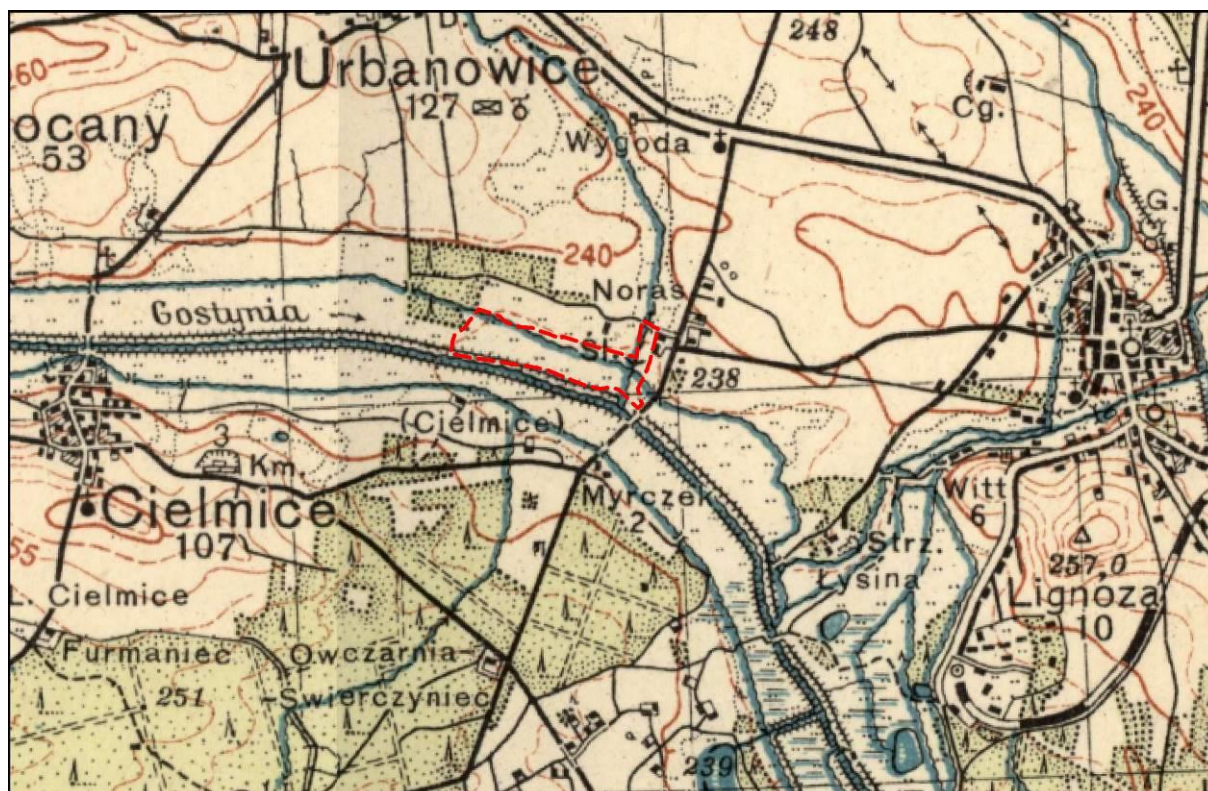 248
260
Urbanowice
127
Cg.
240
ocany
53
Wygoda
G.
240
Noras
Gostynia
Śl.
238
(Cielmice)
3
Km.
Myrczek
2
Witt
6
Cielmice
107
Strz.
Łysina
257,0
55
L. Cielmice
Lignoza
10
Furmaniec
Owczarnia-
-Świerczyniec
251
239